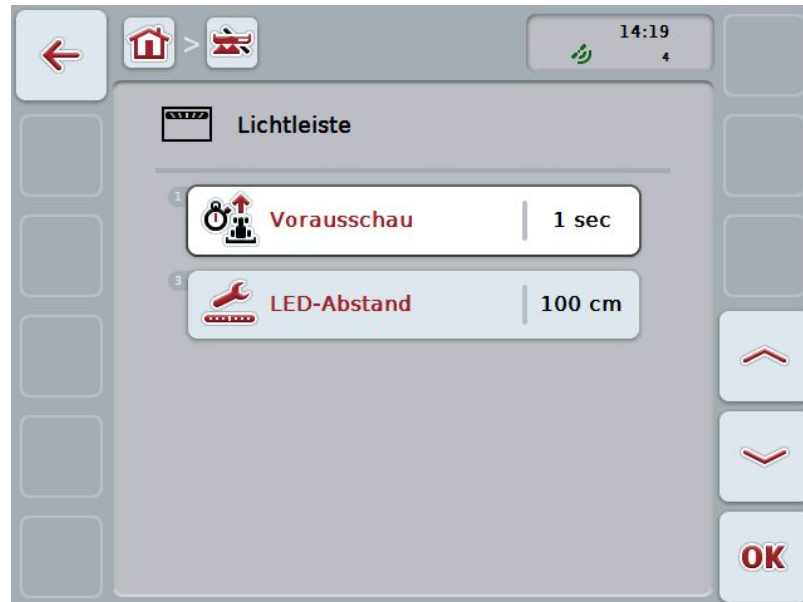 >
14:19
4
Lichtleiste
1
Vorausschau
1 sec
3
LED-Abstand
100 cm
OK